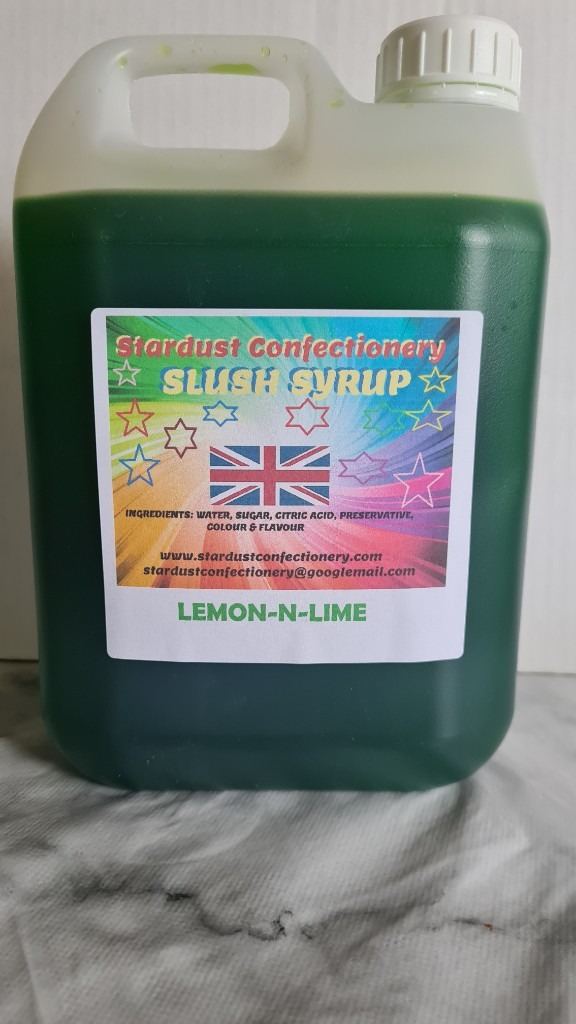 Stardust Confectionery
SLUSH SYRUP
INGREDIENTS: WATER, SUGAR, CITRIC ACID, PRESERVATIVE,
COLOUR & FLAVOUR
www.stardustconfectionery.com
stardustconfectionery@googlemail.com
LEMON-N-LIME